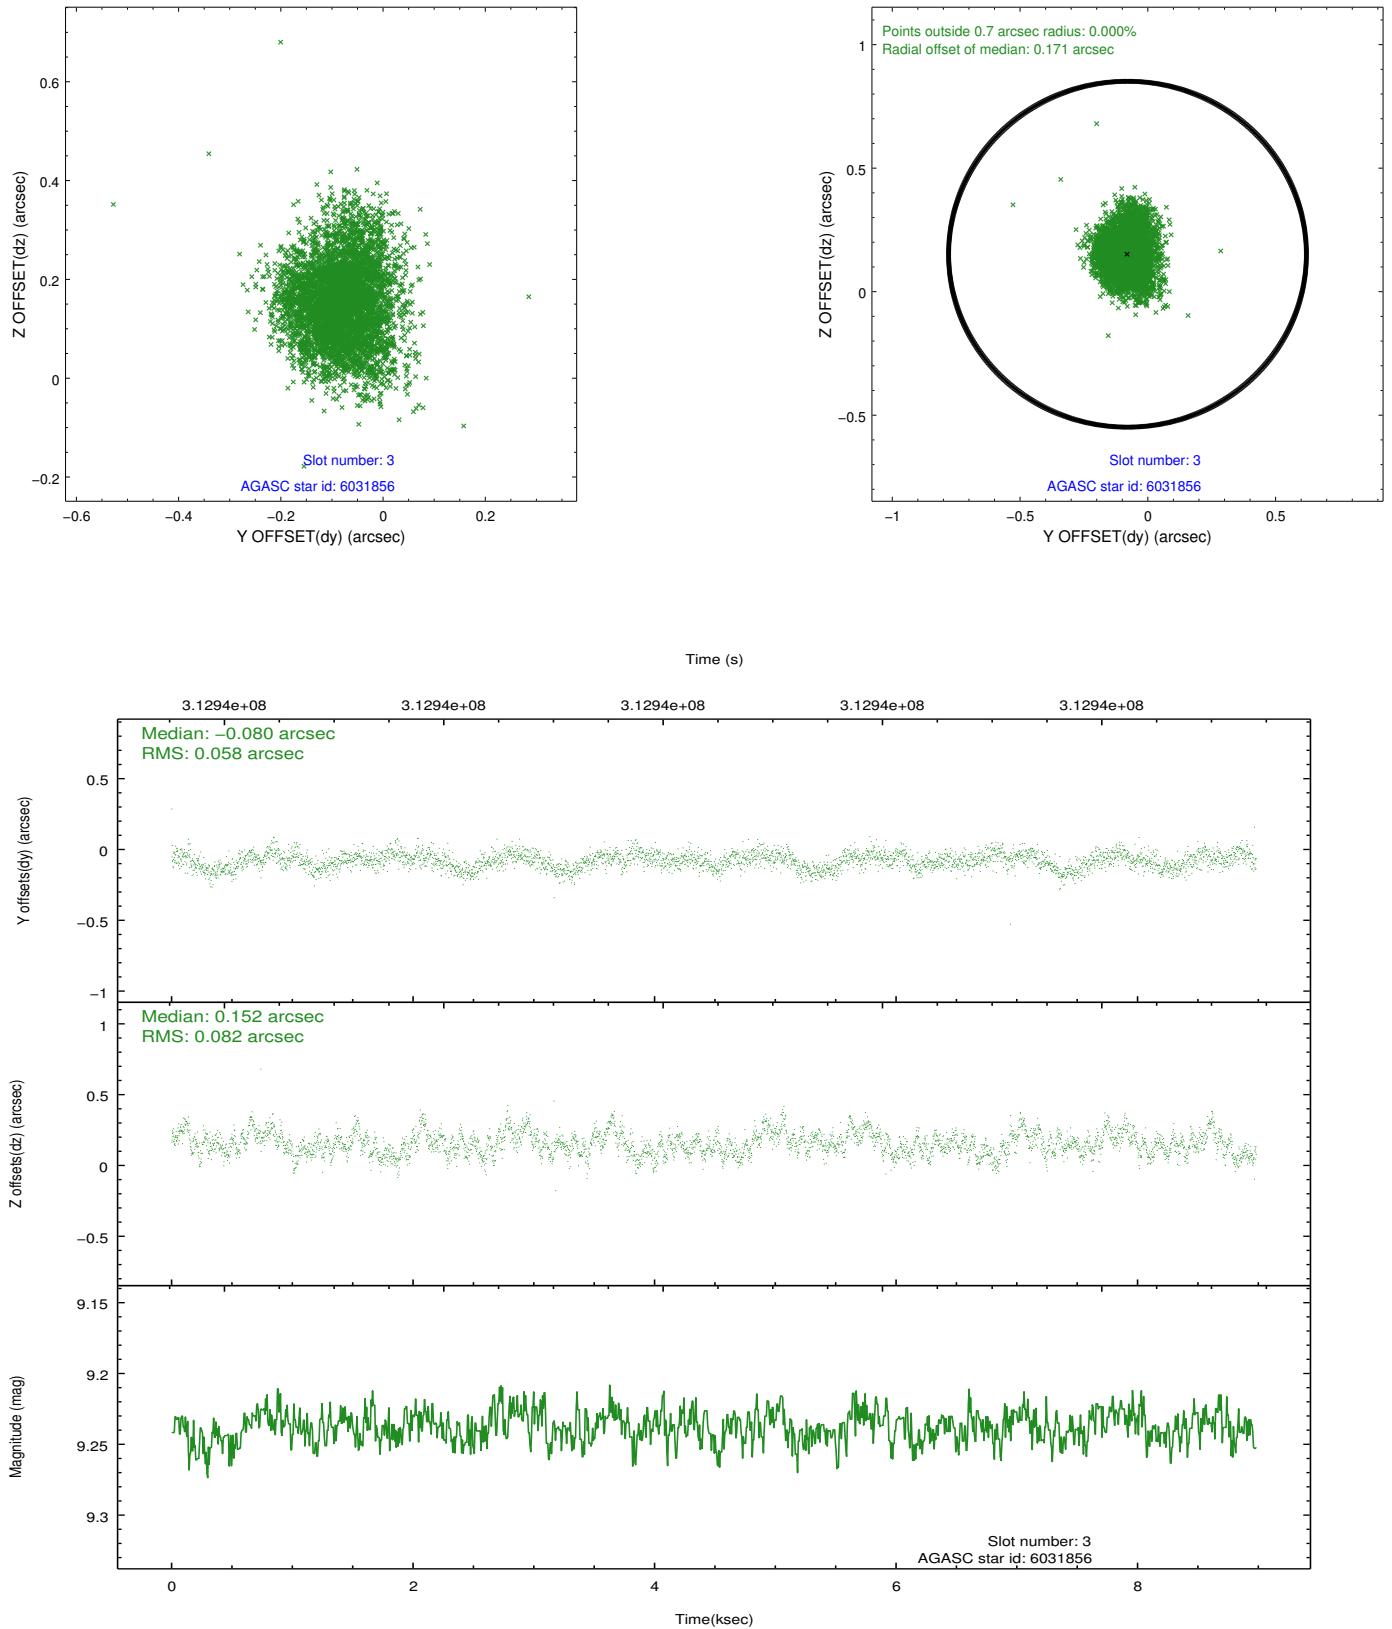 0.6
0.4
0.2
0
−0.2
Z OFFSET(dz) (arcsec)
Slot number: 3
AGASC star id: 6031856
−0.6
−0.4
−0.2
0
0.2
Y OFFSET(dy) (arcsec)
Points outside 0.7 arcsec radius: 0.000%
Radial offset of median: 0.171 arcsec
1
0.5
0
−0.5
Z OFFSET(dz) (arcsec)
Slot number: 3
AGASC star id: 6031856
−1
−0.5
0
0.5
Y OFFSET(dy) (arcsec)
Time (s)
3.1294e+08
3.1294e+08
3.1294e+08
3.1294e+08
3.1294e+08
Median: −0.080 arcsec
RMS: 0.058 arcsec
0.5
0
−0.5
−1
Y offsets(dy) (arcsec)
Median: 0.152 arcsec
RMS: 0.082 arcsec
1
0.5
0
−0.5
Z offsets(dz) (arcsec)
9.15
9.2
9.25
9.3
Magnitude (mag)
Slot number: 3
AGASC star id: 6031856
0
2
4
6
8
Time(ksec)